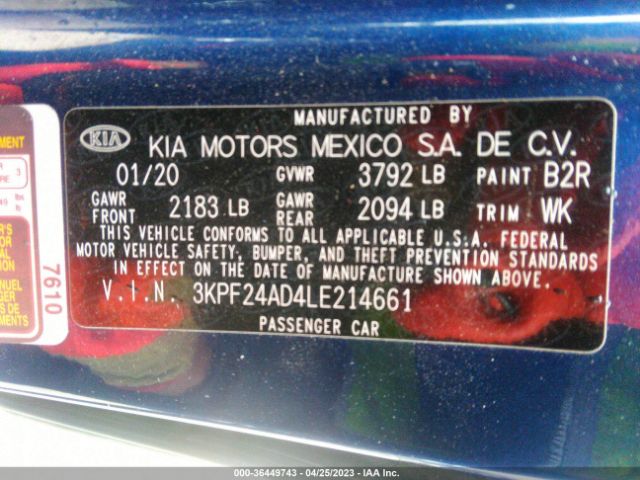 MANUFACTURED BY
KIA KIA MOTORS MEXICO S.A. DE C.V.
01/20 GVWR 3792 LB PAINT B2R
GAWR FRONT 2183 LB GAWR REAR 2094 LB TRIM WK
THIS VEHICLE CONFORMS TO ALL APPLICABLE U.S.A. FEDERAL
MOTOR VEHICLE SAFETY, BUMPER, AND THEFT PREVENTION STANDARDS
IN EFFECT ON THE DATE OF MANUFACTURE SHOWN ABOVE.
V.I.N. 3KPF24AD4LE214661
PASSENGER CAR
7610
000-36449743 - 04/25/2023 - IAA Inc.